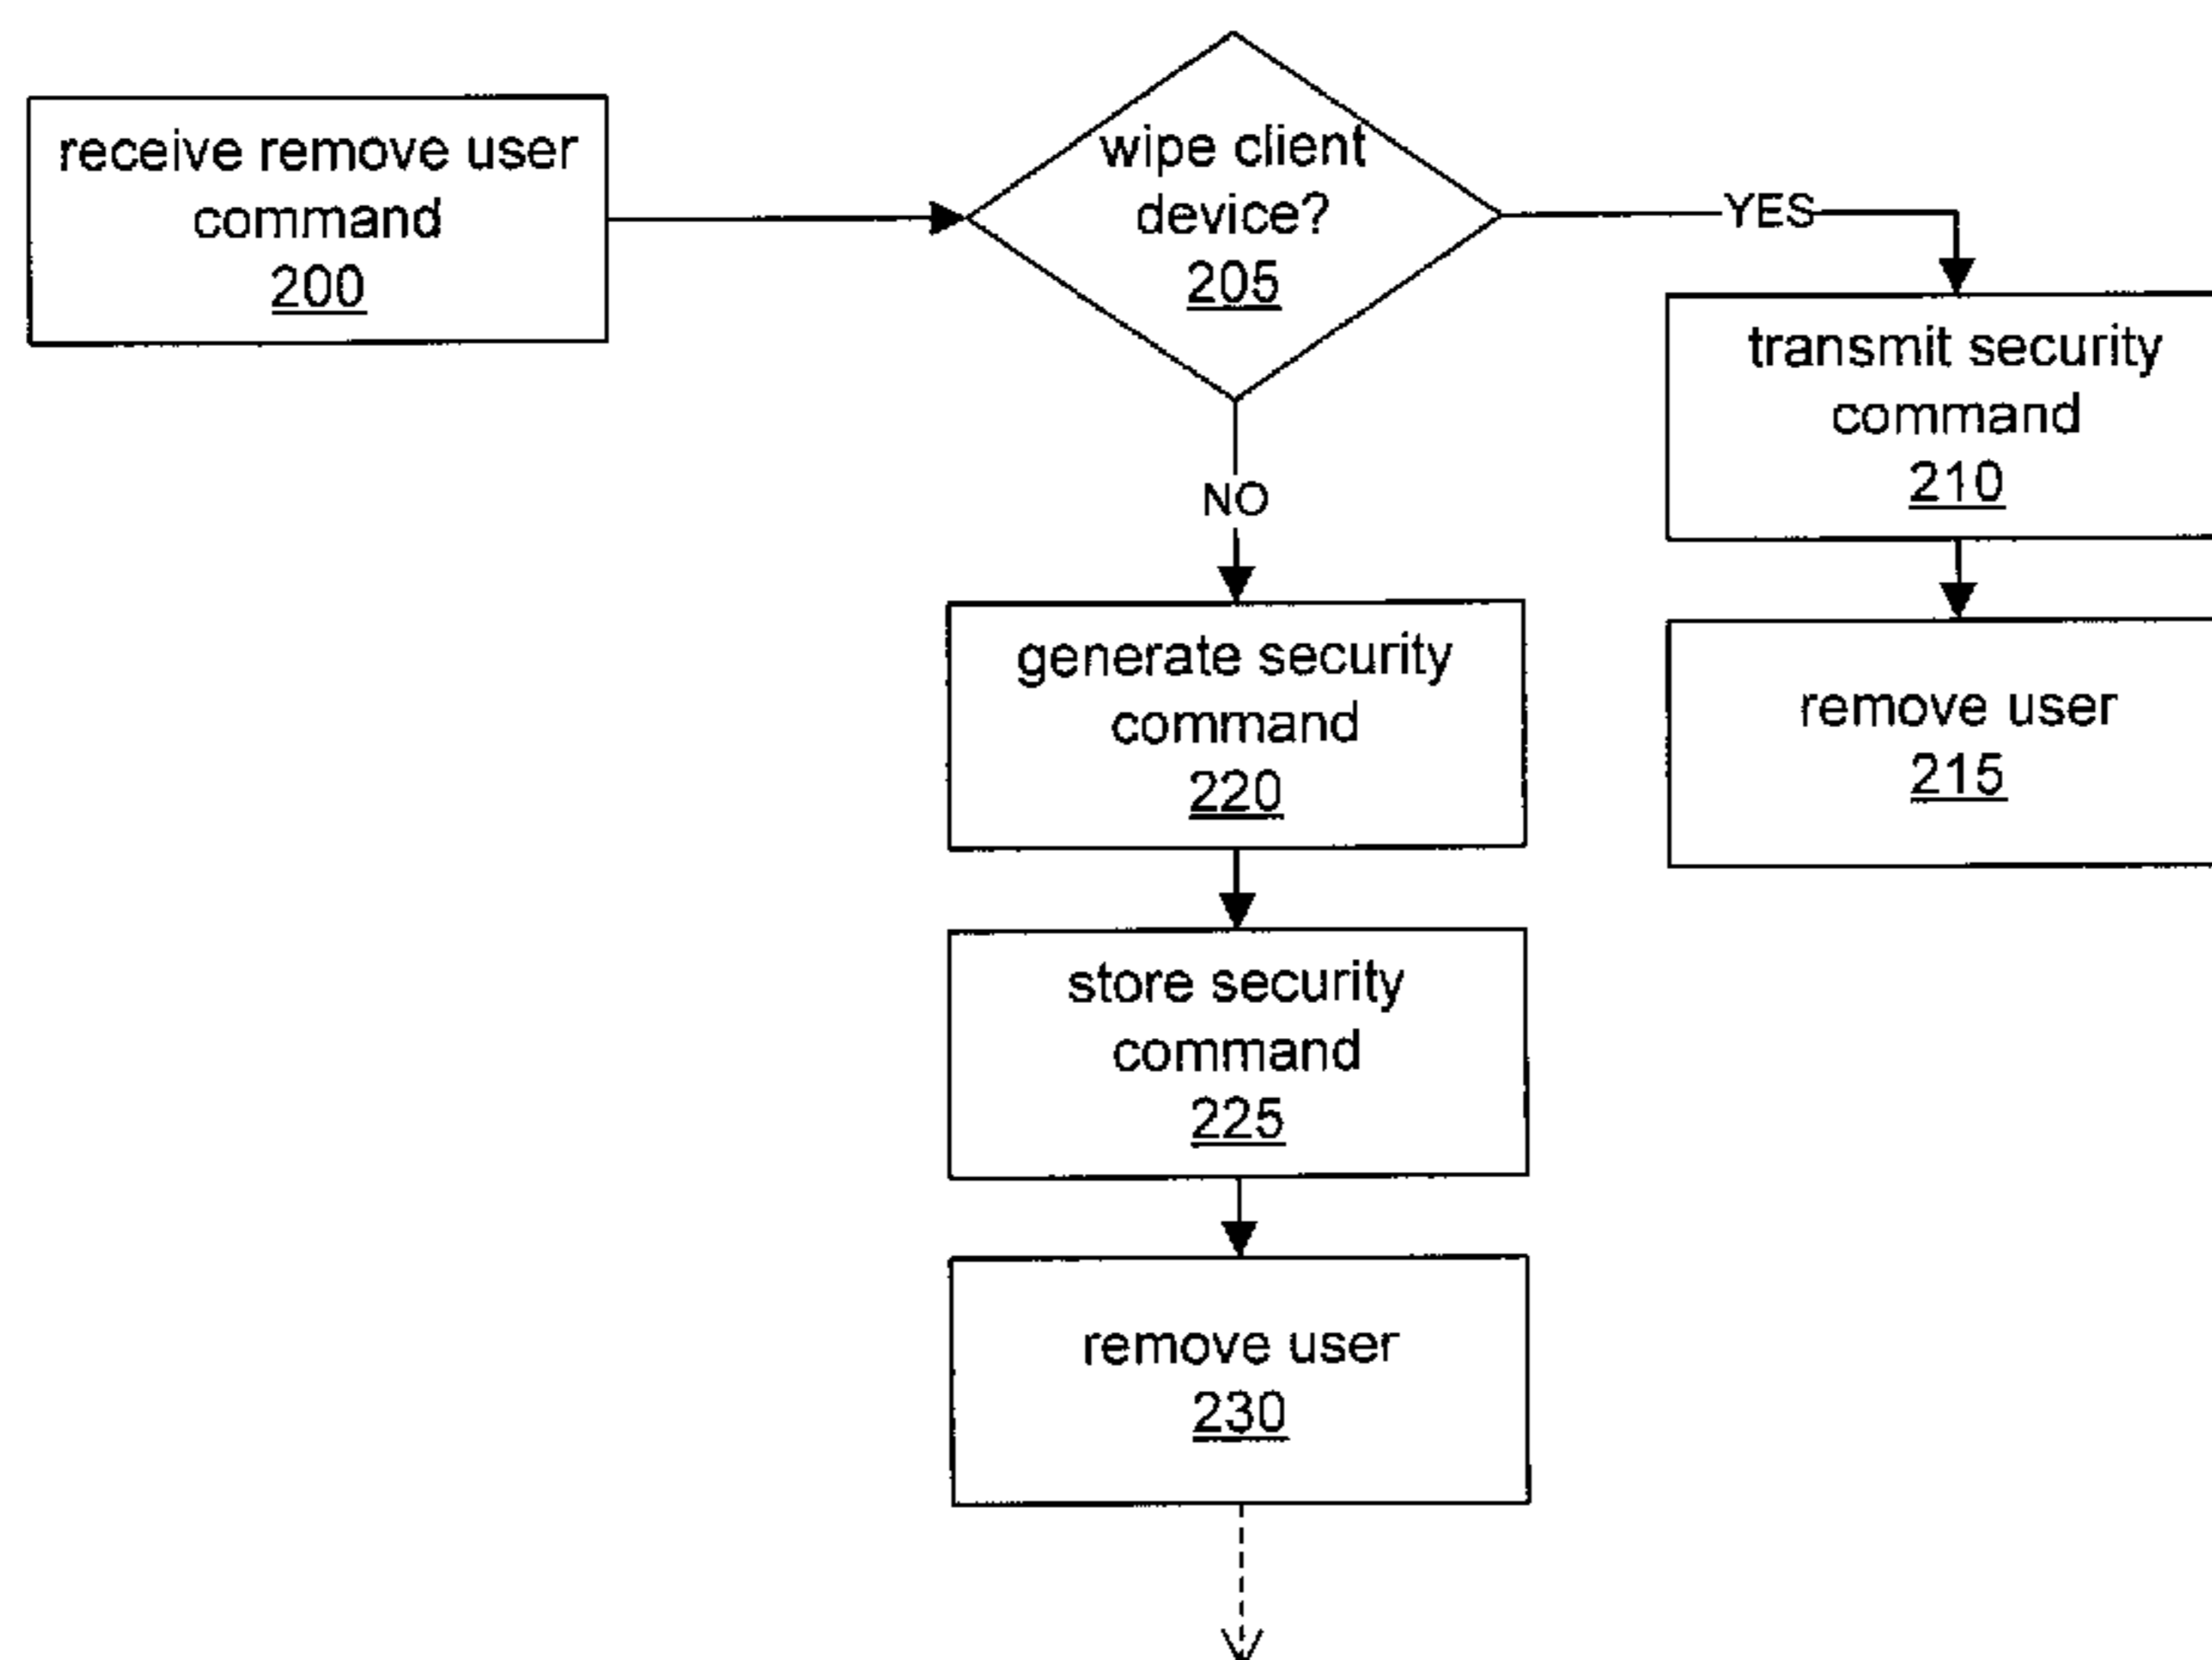 receive remove user
command
200
wipe client
device?
205
YES
transmit security
command
210
remove user
215
NO
generate security
command
220
store security
command
225
remove user
230